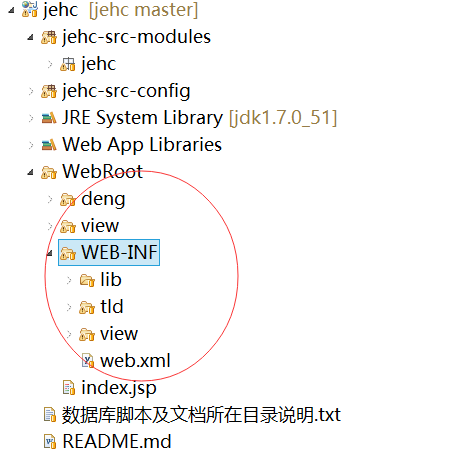 jehc [jehc master]
jehc-src-modules
jehc
jehc-src-config
JRE System Library [jdk1.7.0_51]
Web App Libraries
WebRoot
deng
view
WEB-INF
lib
tld
view
web.xml
index.jsp
数据库脚本及文档所在目录说明.txt
README.md